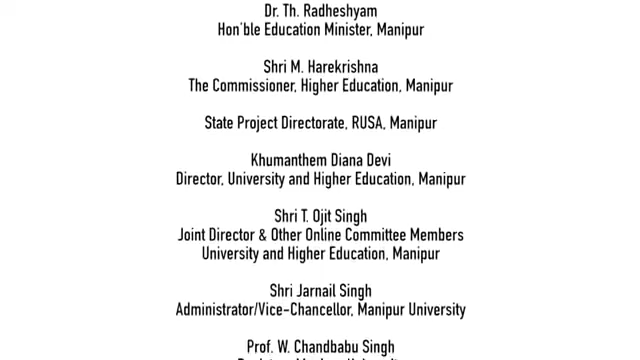 Dr. Th. Radheshyam
Hon'ble Education Minister, Manipur
Shri M. Harekrishna
The Commissioner, Higher Education, Manipur
State Project Directorate, RUSA, Manipur
Khumanthem Diana Devi
Director, University and Higher Education, Manipur
Shri T. Ojit Singh
Joint Director & Other Online Committee Members
University and Higher Education, Manipur
Shri Jarnail Singh
Administrator/Vice-Chancellor, Manipur University
Prof. W. Chandbabu Singh